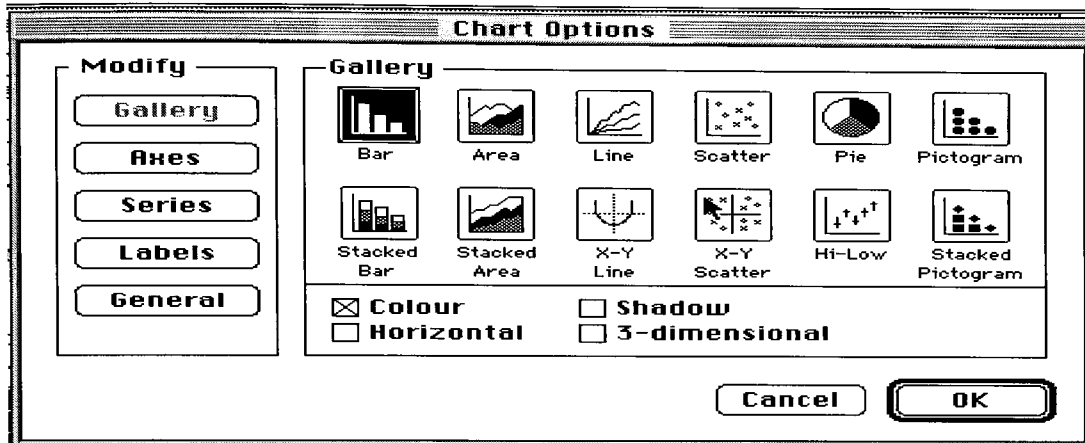 Chart Options
Modify
Gallery
Axes
Series
Labels
General
Gallery
Bar Area Line Scatter Pie Pictogram
Stacked Bar Stacked Area X-Y Line X-Y Scatter Hi-Low Stacked Pictogram
Colour Shadow
Horizontal 3-dimensional
Cancel OK